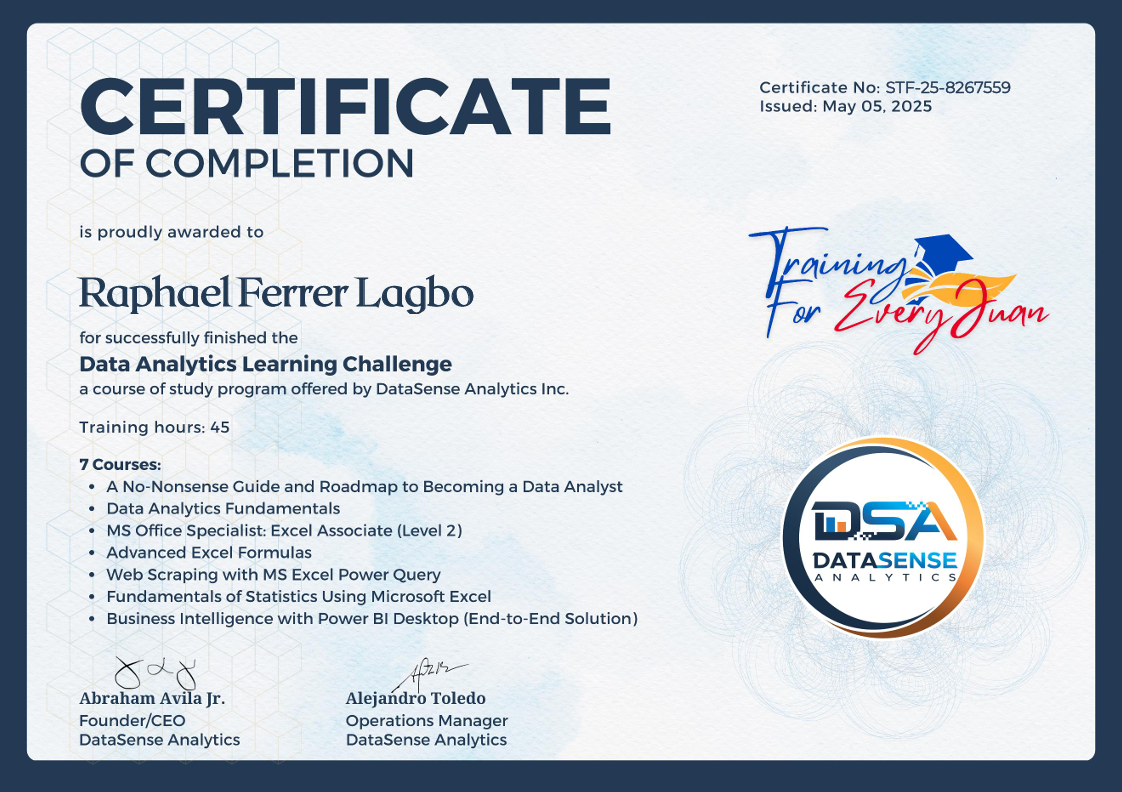 CERTIFICATE
OF COMPLETION
Certificate No: STF-25-8267559
Issued: May 05, 2025
is proudly awarded to
Raphael Ferrer Lagbo
for successfully finished the
Data Analytics Learning Challenge
a course of study program offered by DataSense Analytics Inc.
Training hours: 45
7 Courses:
• A No-Nonsense Guide and Roadmap to Becoming a Data Analyst
• Data Analytics Fundamentals
• MS Office Specialist: Excel Associate (Level 2)
• Advanced Excel Formulas
• Web Scraping with MS Excel Power Query
• Fundamentals of Statistics Using Microsoft Excel
• Business Intelligence with Power BI Desktop (End-to-End Solution)
Abraham Avila Jr.
Founder/CEO
DataSense Analytics
Alejandro Toledo
Operations Manager
DataSense Analytics
Training
For Every Juan
DSA
DATASENSE
ANALYTICS